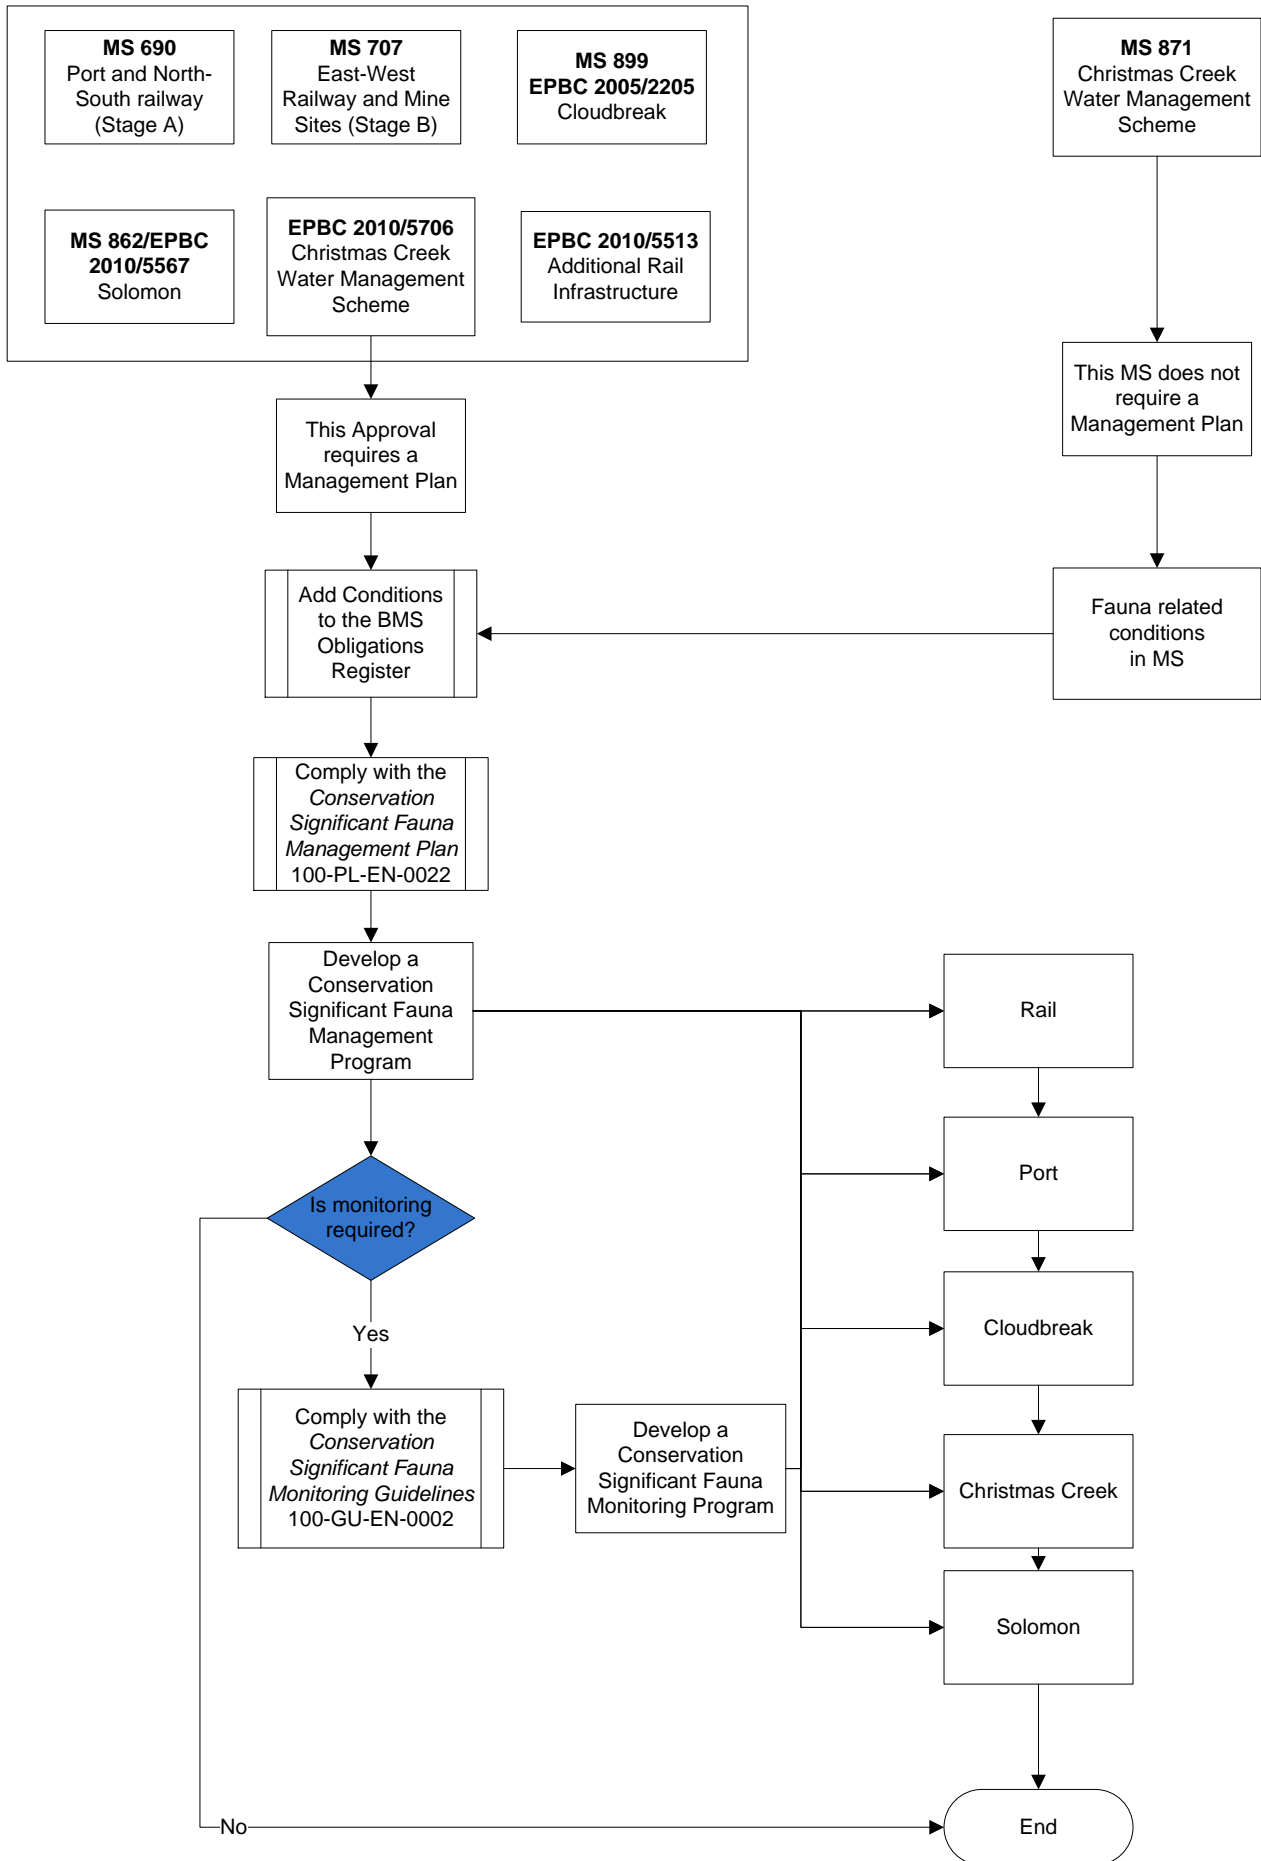 MS 690
Port and North-
South railway
(Stage A)
MS 707
East-West
Railway and Mine
Sites (Stage B)
MS 899
EPBC 2005/2205
Cloudbreak
MS 871
Christmas Creek
Water Management
Scheme
MS 862/EPBC
2010/5567
Solomon
EPBC 2010/5706
Christmas Creek
Water Management
Scheme
EPBC 2010/5513
Additional Rail
Infrastructure
This MS does not
require a
Management Plan
This Approval
requires a
Management Plan
Add Conditions
to the BMS
Obligations
Register
Fauna related
conditions
in MS
Comply with the
Conservation
Significant Fauna
Management Plan
100-PL-EN-0022
Develop a
Conservation
Significant Fauna
Management
Program
Rail
Port
Is monitoring
required?
Cloudbreak
Yes
Comply with the
Conservation
Significant Fauna
Monitoring Guidelines
100-GU-EN-0002
Develop a
Conservation
Significant Fauna
Monitoring Program
Christmas Creek
Solomon
No
End